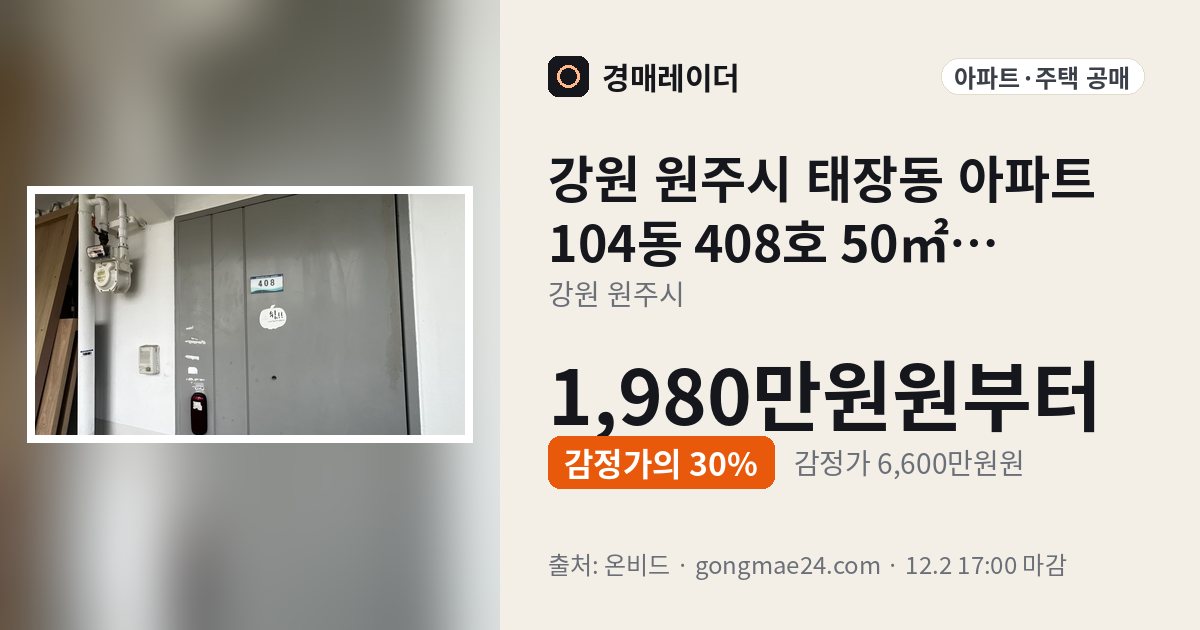 경매레이더
아파트·주택 공매
강원 원주시 태장동 아파트
104동 408호 50㎡…
강원 원주시
408
1,980만원원부터
감정가의 30%
감정가 6,600만원원
출처: 온비드 · gongmae24.com · 12.2 17:00 마감